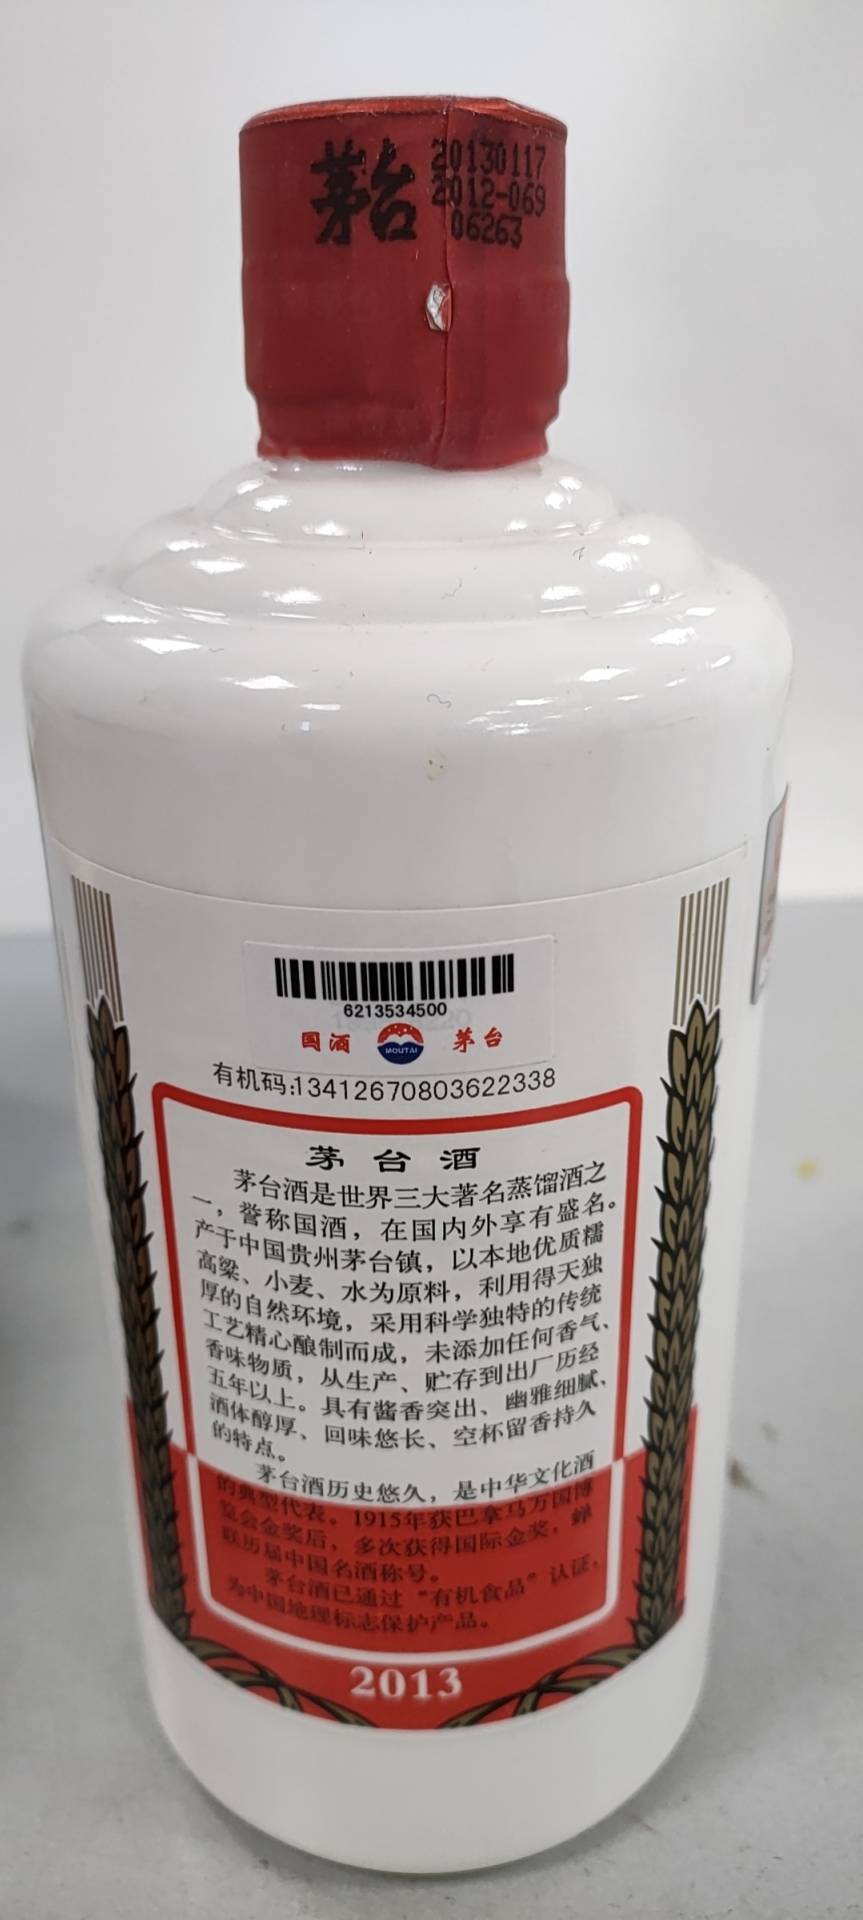 茅台
20130117
2012-069
06263
6213534500
国酒 MOUTAI 茅台
有机码:13412670803622338
茅台酒
茅台酒是世界三大著名蒸馏酒之
一，誉称国酒，在国内外享有盛名。
产于中国贵州茅台镇，以本地优质糯
高粱、小麦、水为原料，利用得天独
厚的自然环境，采用科学独特的传统
工艺精心酿制而成，未添加任何香气、
香味物质，从生产、贮存到出厂历经
五年以上。具有酱香突出、幽雅细腻、
酒体醇厚、回味悠长、空杯留香持久
的特点。
茅台酒历史悠久，是中华文化酒
的典型代表。1915年获巴拿马万国博
览会金奖后，多次获得国际金奖，蝉
联历届中国名酒称号。
茅台酒已通过“有机食品”认证，
为中国地理标志保护产品。
2013